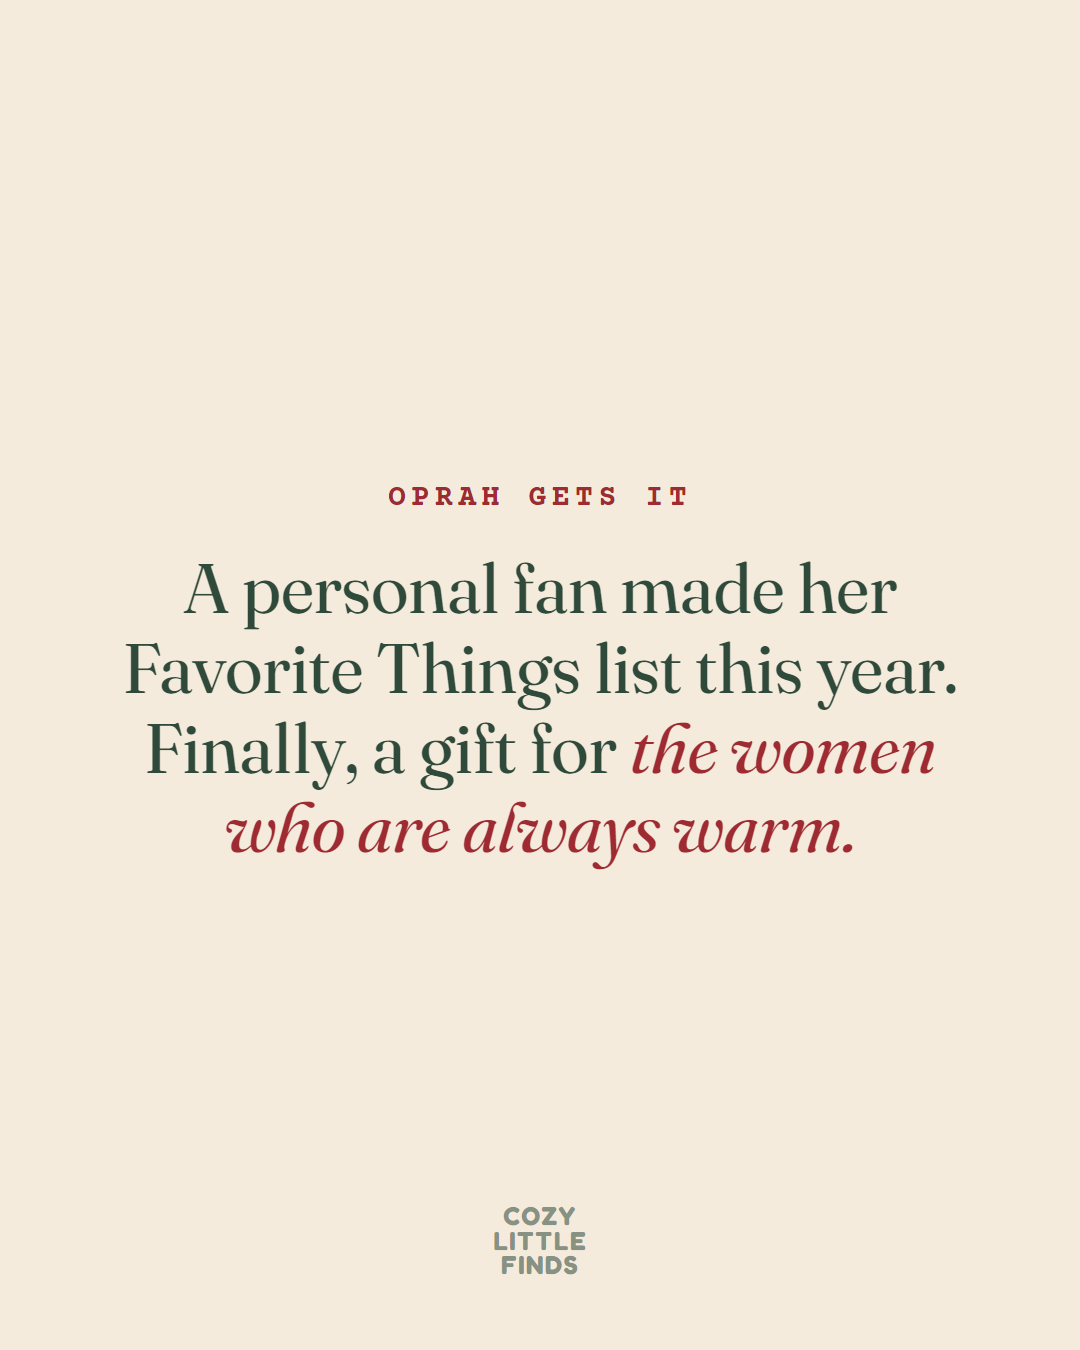 OPRAH GETS IT
A personal fan made her
Favorite Things list this year.
Finally, a gift for the women
who are always warm.
COZY
LITTLE
FINDS